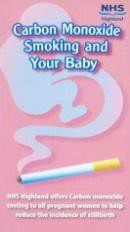 NHS
Highland
Carbon Monoxide
Smoking and
Your Baby
NHS Highland offers Carbon monoxide
testing to all pregnant women to help
reduce the incidence of stillbirth